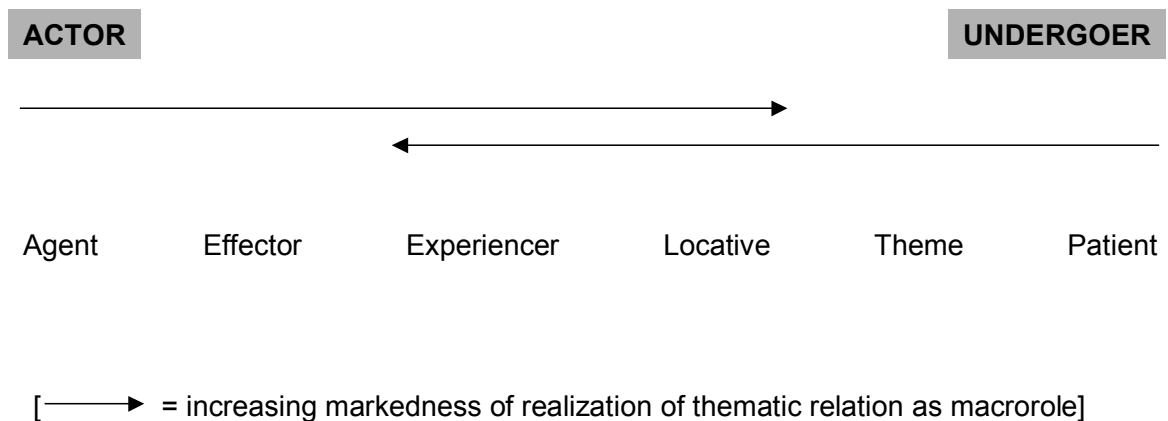 ACTOR UNDERGOER
Agent Effector Experiencer Locative Theme Patient
[ = increasing markedness of realization of thematic relation as macrorole]